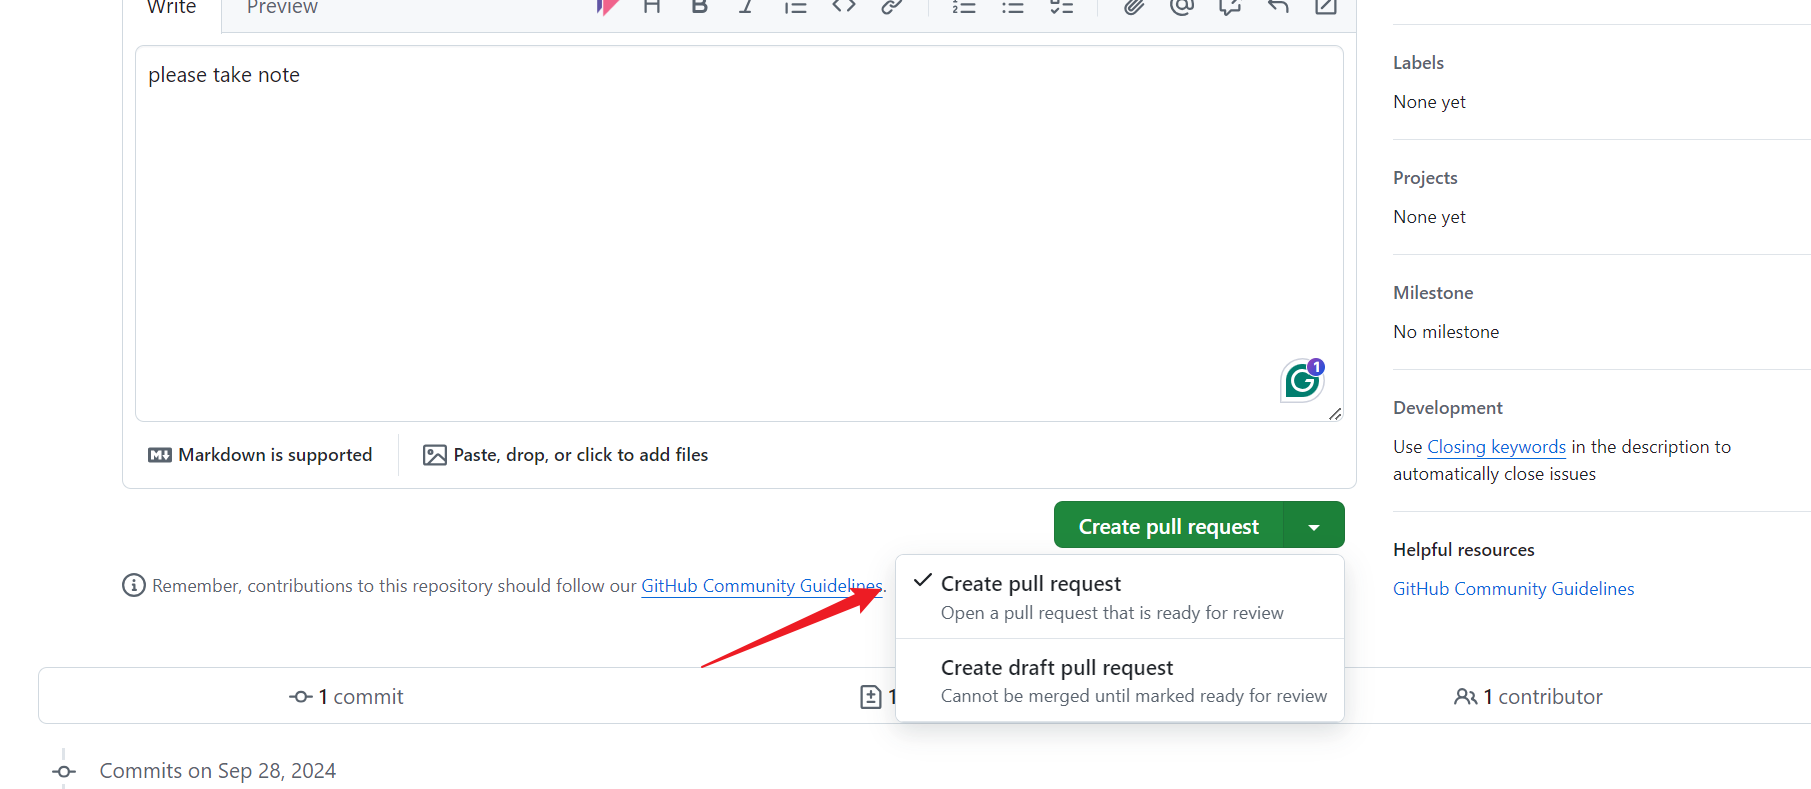 Write Preview
please take note
1
Markdown is supported Paste, drop, or click to add files
Create pull request
Remember, contributions to this repository should follow our GitHub Community Guidelines.
Create pull request
Open a pull request that is ready for review
Create draft pull request
Cannot be merged until marked ready for review
1 commit
1
1 contributor
Commits on Sep 28, 2024
Labels
None yet
Projects
None yet
Milestone
No milestone
Development
Use Closing keywords in the description to
automatically close issues
Helpful resources
GitHub Community Guidelines